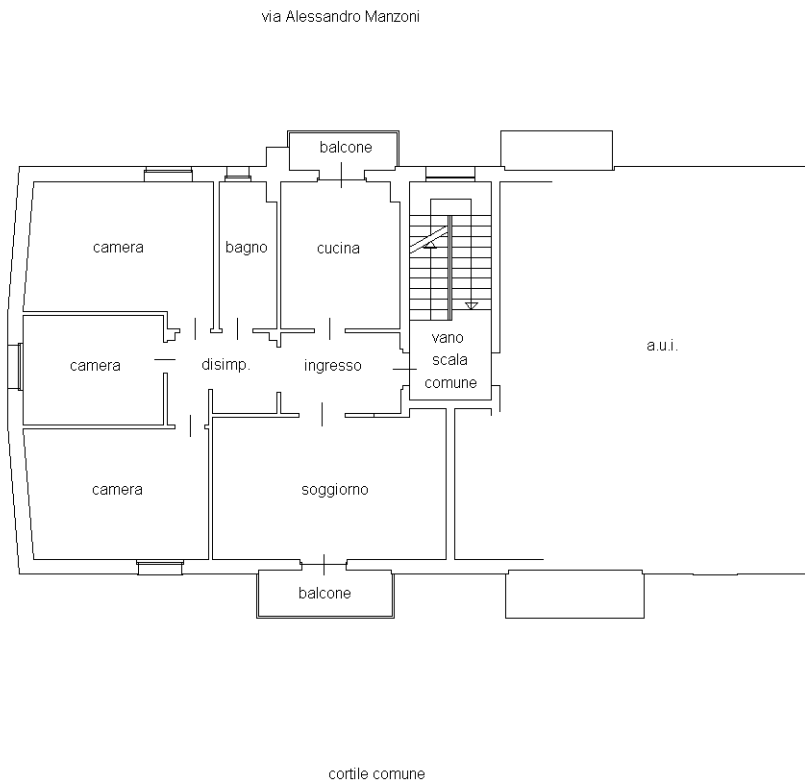 via Alessandro Manzoni
balcone
camera
bagno
cucina
vano
scala
comune
a.u.i.
camera
disimp.
ingresso
camera
soggiorno
balcone
cortile comune